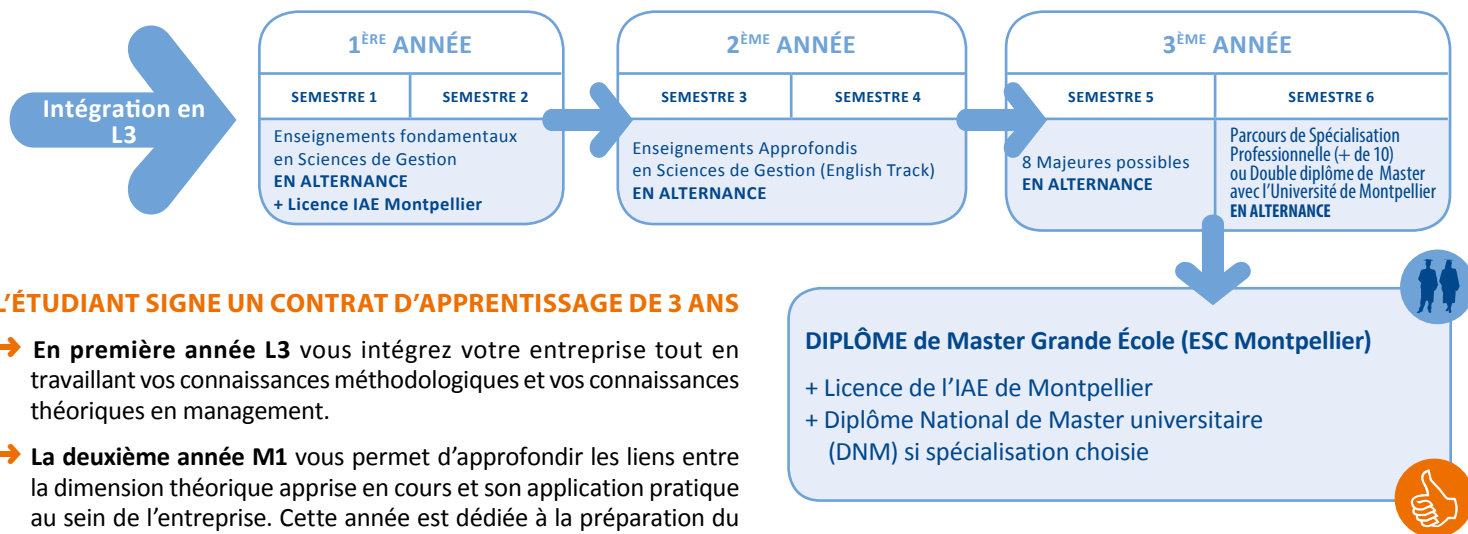 Intégration en
L3
1ÈRE ANNÉE
SEMESTRE 1
SEMESTRE 2
Enseignements fondamentaux
en Sciences de Gestion
EN ALTERNANCE
+ Licence IAE Montpellier
2ÈME ANNÉE
SEMESTRE 3
SEMESTRE 4
Enseignements Approfondis
en Sciences de Gestion (English Track)
EN ALTERNANCE
3ÈME ANNÉE
SEMESTRE 5
SEMESTRE 6
8 Majeures possibles
EN ALTERNANCE
Parcours de Spécialisation
Professionnelle (+ de 10)
ou Double diplôme de Master
avec l'Université de Montpellier
EN ALTERNANCE
L'ÉTUDIANT SIGNE UN CONTRAT D'APPRENTISSAGE DE 3 ANS
➜ En première année L3 vous intégrez votre entreprise tout en
travaillant vos connaissances méthodologiques et vos connaissances
théoriques en management.
➜ La deuxième année M1 vous permet d'approfondir les liens entre
la dimension théorique apprise en cours et son application pratique
au sein de l'entreprise. Cette année est dédiée à la préparation du
DIPLÔME de Master Grande École (ESC Montpellier)
+ Licence de l'IAE de Montpellier
+ Diplôme National de Master universitaire
(DNM) si spécialisation choisie